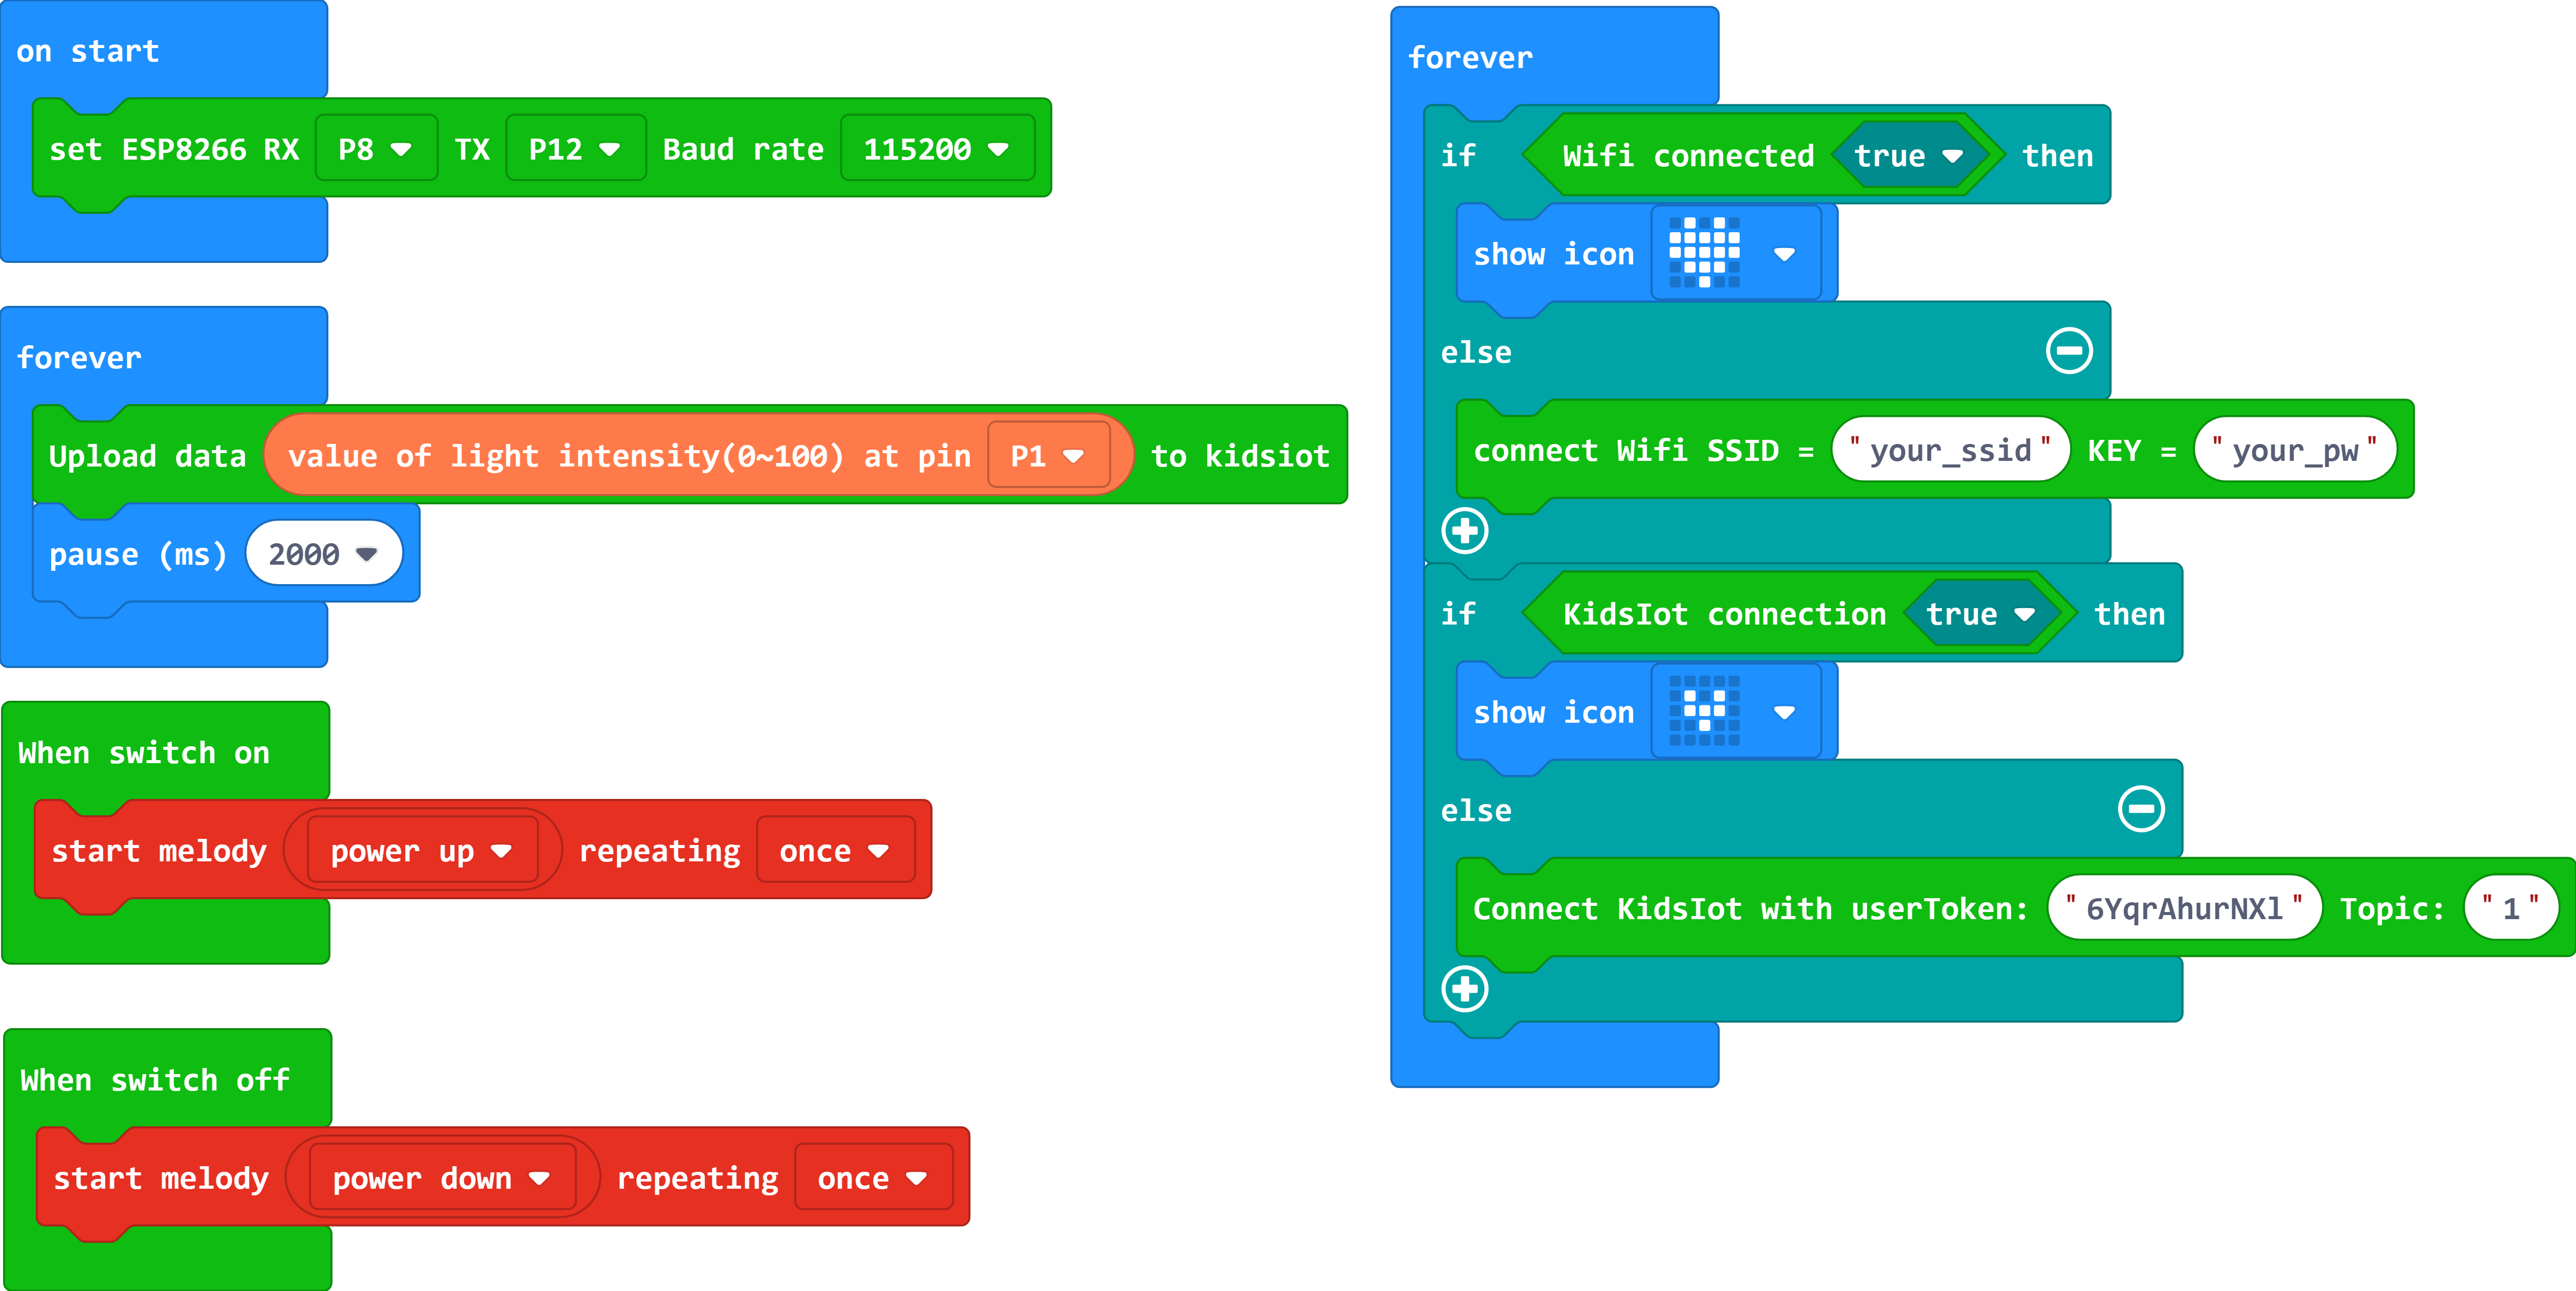 on start
set ESP8266 RX P8 TX P12 Baud rate 115200
forever
Upload data value of light intensity(0~100) at pin P1 to kidsiot
pause (ms) 2000
When switch on
start melody power up repeating once
When switch off
start melody power down repeating once
forever
if Wifi connected true then
show icon
else
connect Wifi SSID = "your_ssid" KEY = "your_pw"
if KidsIot connection true then
show icon
else
Connect KidsIot with userToken: "6YqrAhurNXl" Topic: "1"